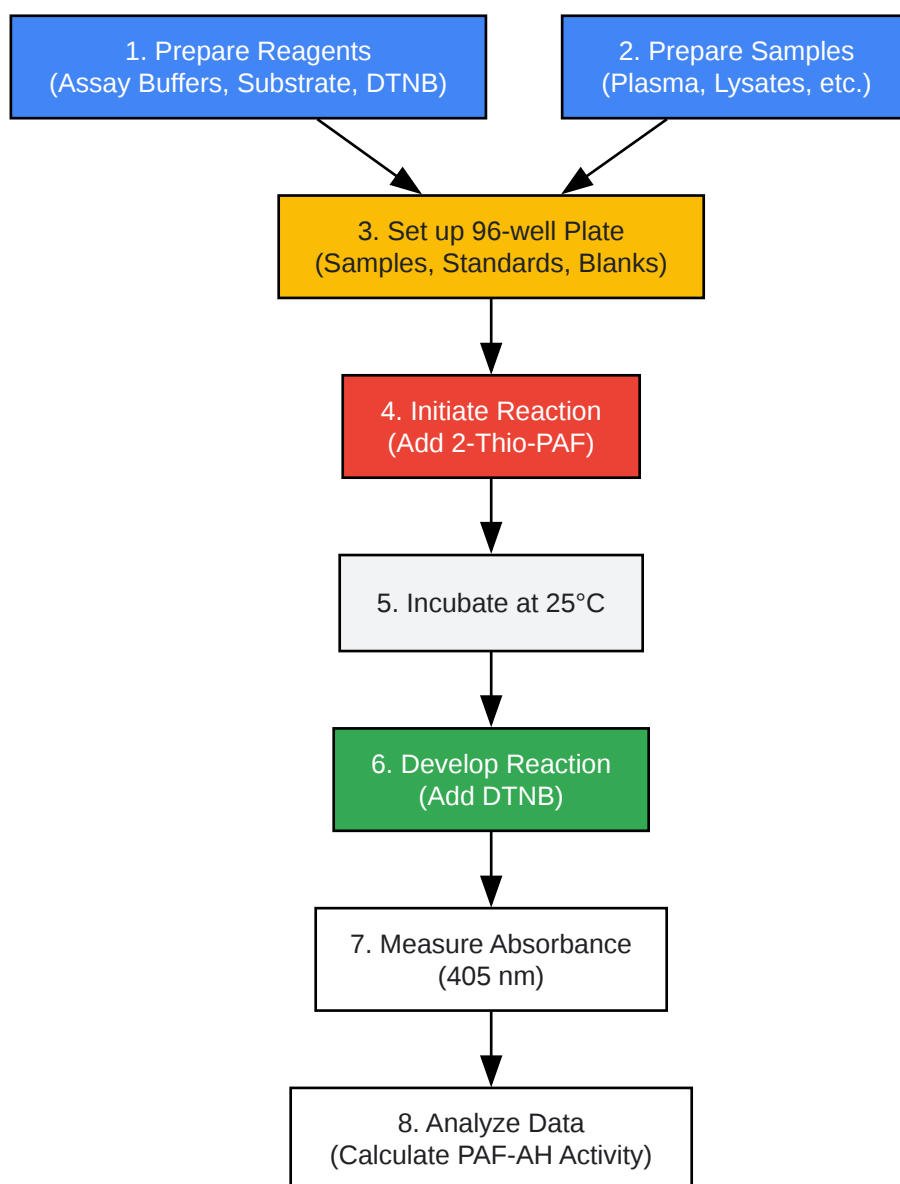 1. Prepare Reagents
(Assay Buffers, Substrate, DTNB)
2. Prepare Samples
(Plasma, Lysates, etc.)
3. Set up 96-well Plate
(Samples, Standards, Blanks)
4. Initiate Reaction
(Add 2-Thio-PAF)
5. Incubate at 25°C
6. Develop Reaction
(Add DTNB)
7. Measure Absorbance
(405 nm)
8. Analyze Data
(Calculate PAF-AH Activity)